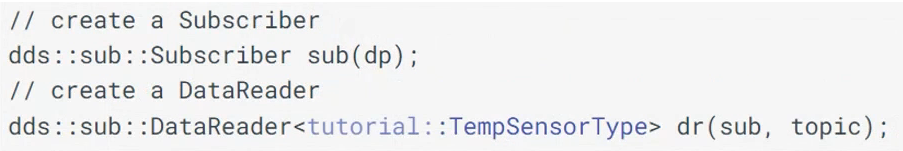 // create a Subscriber
dds::sub::Subscriber sub(dp);
// create a DataReader
dds::sub::DataReader<tutorial::TempSensorType> dr(sub, topic);